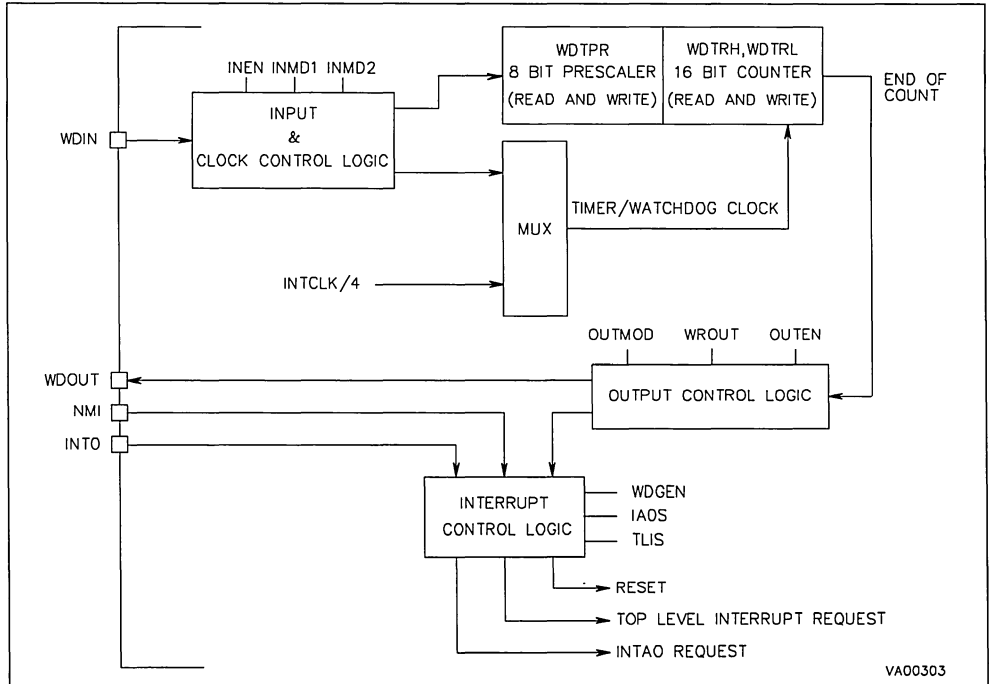 WDTPR
8 BIT PRESCALER
(READ AND WRITE)
WDTRH,WDTRL
16 BIT COUNTER
(READ AND WRITE)
END OF
COUNT
INEN INMD1 INMD2
INPUT
&
CLOCK CONTROL LOGIC
WDIN
MUX
TIMER/WATCHDOG CLOCK
INTCLK/4
OUTMOD WROUT OUTEN
OUTPUT CONTROL LOGIC
WDOUT
NMI
INT0
INTERRUPT
CONTROL LOGIC
WDGEN
IA0S
TLIS
RESET
TOP LEVEL INTERRUPT REQUEST
INTA0 REQUEST
VA00303